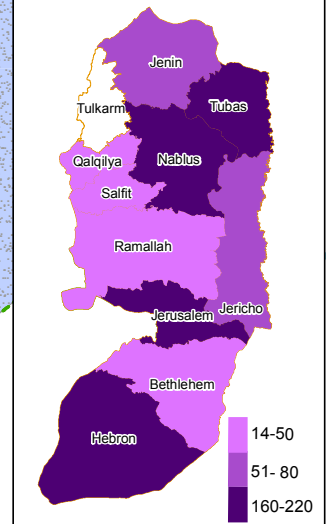 Jenin
Tulkarm
Tubas
Qalqilya
Nablus
Salfit
Ramallah
Jerusalem
Jericho
Bethlehem
Hebron
14-50
51- 80
160-220